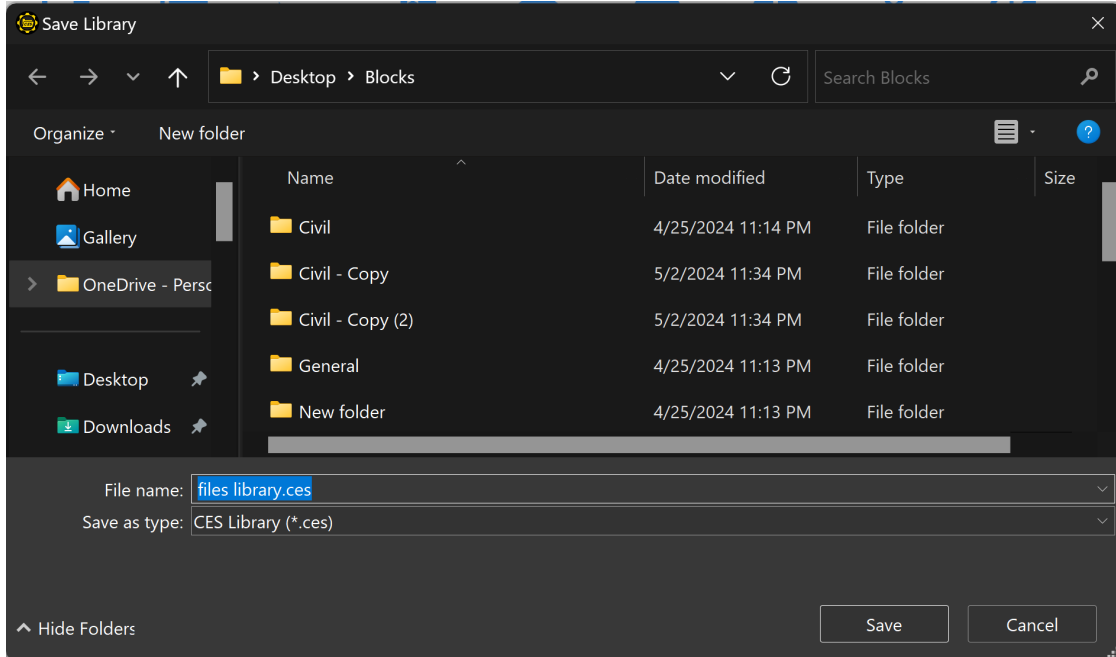 Save Library
Desktop > Blocks
Search Blocks
Organize
New folder
?
Name Date modified Type Size
Home
Gallery
OneDrive - Persc
Desktop
Downloads
Civil 4/25/2024 11:14 PM File folder
Civil - Copy 5/2/2024 11:34 PM File folder
Civil - Copy (2) 5/2/2024 11:34 PM File folder
General 4/25/2024 11:13 PM File folder
New folder 4/25/2024 11:13 PM File folder
File name: files library.ces
Save as type: CES Library (*.ces)
Hide Folders
Save
Cancel